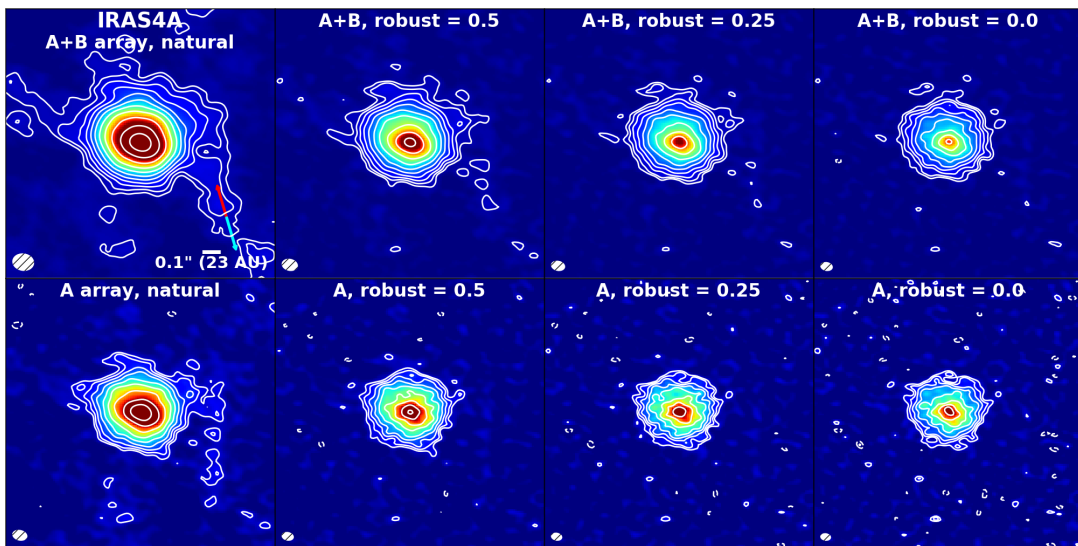 IRAS4A
A+B array, natural
A+B, robust = 0.5
A+B, robust = 0.25
A+B, robust = 0.0
0.1" (23 AU)
A array, natural
A, robust = 0.5
A, robust = 0.25
A, robust = 0.0